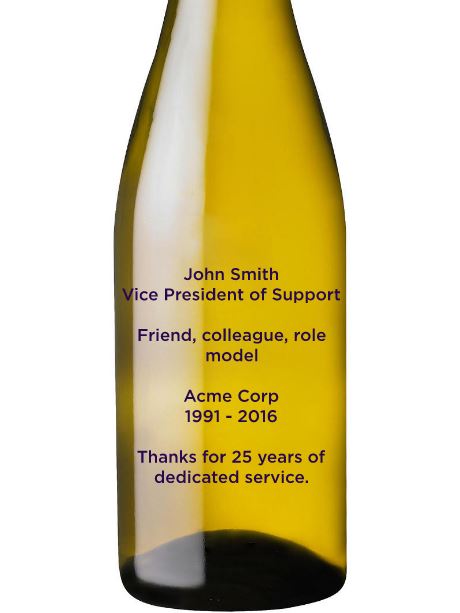 John Smith
Vice President of Support
Friend, colleague, role
model
Acme Corp
1991 - 2016
Thanks for 25 years of
dedicated service.